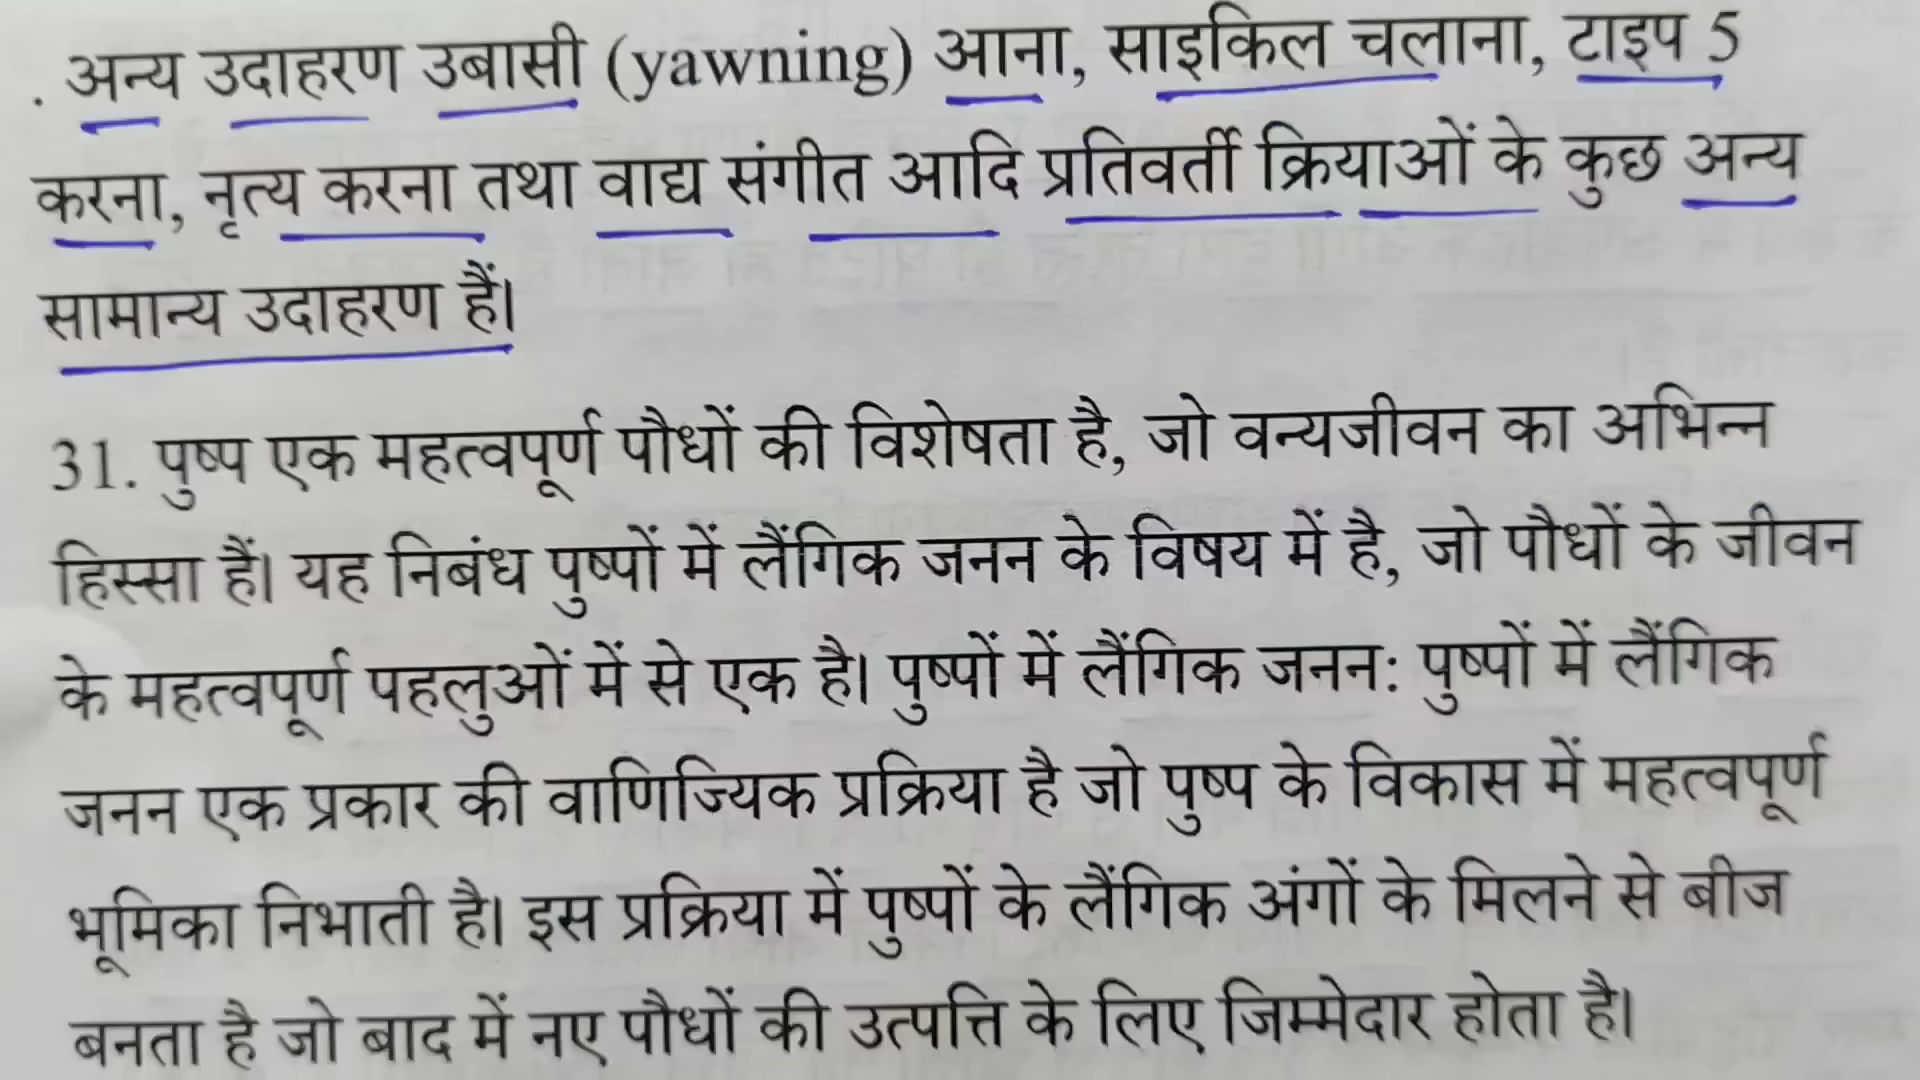 . अन्य उदाहरण उबासी (yawning) आना, साइकिल चलाना, टाइप 5
करना, नृत्य करना तथा वाद्य संगीत आदि प्रतिवर्ती क्रियाओं के कुछ अन्य
सामान्य उदाहरण हैं।
31. पुष्प एक महत्वपूर्ण पौधों की विशेषता है, जो वन्यजीवन का अभिन्न
हिस्सा हैं। यह निबंध पुष्पों में लैंगिक जनन के विषय में है, जो पौधों के जीवन
के महत्वपूर्ण पहलुओं में से एक है। पुष्पों में लैंगिक जनन: पुष्पों में लैंगिक
जनन एक प्रकार की वाणिज्यिक प्रक्रिया है जो पुष्प के विकास में महत्वपूर्ण
भूमिका निभाती है। इस प्रक्रिया में पुष्पों के लैंगिक अंगों के मिलने से बीज
बनता है जो बाद में नए पौधों की उत्पत्ति के लिए जिम्मेदार होता है।